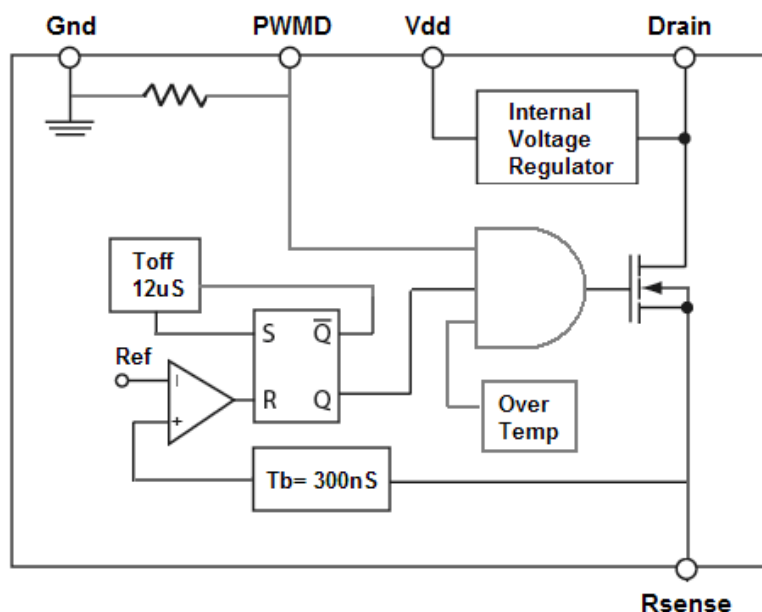 Gnd
PWMD
Vdd
Drain
Internal
Voltage
Regulator
Toff
12uS
S
Q
Ref
I
+
R
Q
Over
Temp
Tb= 300nS
Rsense